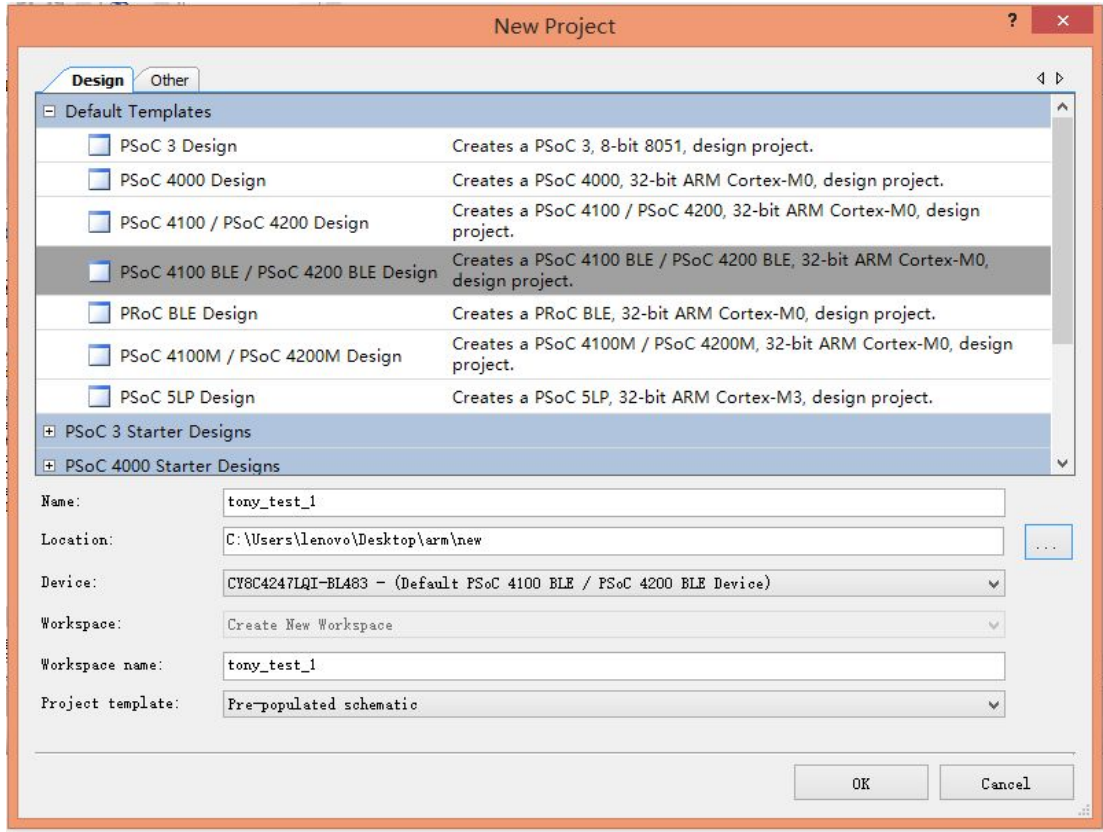 New Project
? ×
Design Other
Default Templates
PSoC 3 Design Creates a PSoC 3, 8-bit 8051, design project.
PSoC 4000 Design Creates a PSoC 4000, 32-bit ARM Cortex-M0, design project.
PSoC 4100 / PSoC 4200 Design Creates a PSoC 4100 / PSoC 4200, 32-bit ARM Cortex-M0, design
project.
PSoC 4100 BLE / PSoC 4200 BLE Design Creates a PSoC 4100 BLE / PSoC 4200 BLE, 32-bit ARM Cortex-M0,
design project.
PRoC BLE Design Creates a PRoC BLE, 32-bit ARM Cortex-M0, design project.
PSoC 4100M / PSoC 4200M Design Creates a PSoC 4100M / PSoC 4200M, 32-bit ARM Cortex-M0, design
project.
PSoC 5LP Design Creates a PSoC 5LP, 32-bit ARM Cortex-M3, design project.
PSoC 3 Starter Designs
PSoC 4000 Starter Designs
Name: tony_test_1
Location: C:\Users\lenovo\Desktop\arm\new ...
Device: CY8C4247LQI-BL483 - (Default PSoC 4100 BLE / PSoC 4200 BLE Device)
Workspace: Create New Workspace
Workspace name: tony_test_1
Project template: Pre-populated schematic
OK Cancel